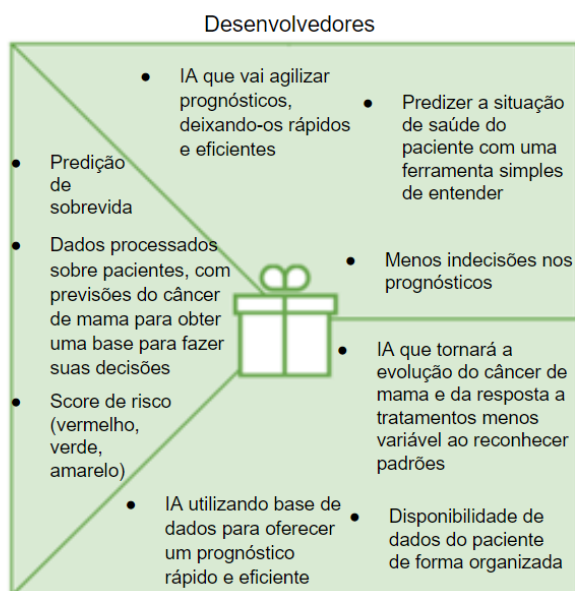 Desenvolvedores
● IA que vai agilizar
prognósticos,
deixando-os rápidos
e eficientes
● Predizer a situação
de saúde do
paciente com uma
ferramenta simples
de entender
● Menos indecisões nos
prognósticos
● Predição
de
sobrevida
● Dados processados
sobre pacientes, com
previsões do câncer
de mama para obter
uma base para fazer
suas decisões
● Score de risco
(vermelho,
verde,
amarelo)
● IA que tornará a
evolução do câncer de
mama e da resposta a
tratamentos menos
variável ao reconhecer
padrões
● IA utilizando base de
dados para oferecer
um prognóstico
rápido e eficiente
● Disponibilidade de
dados do paciente
de forma organizada